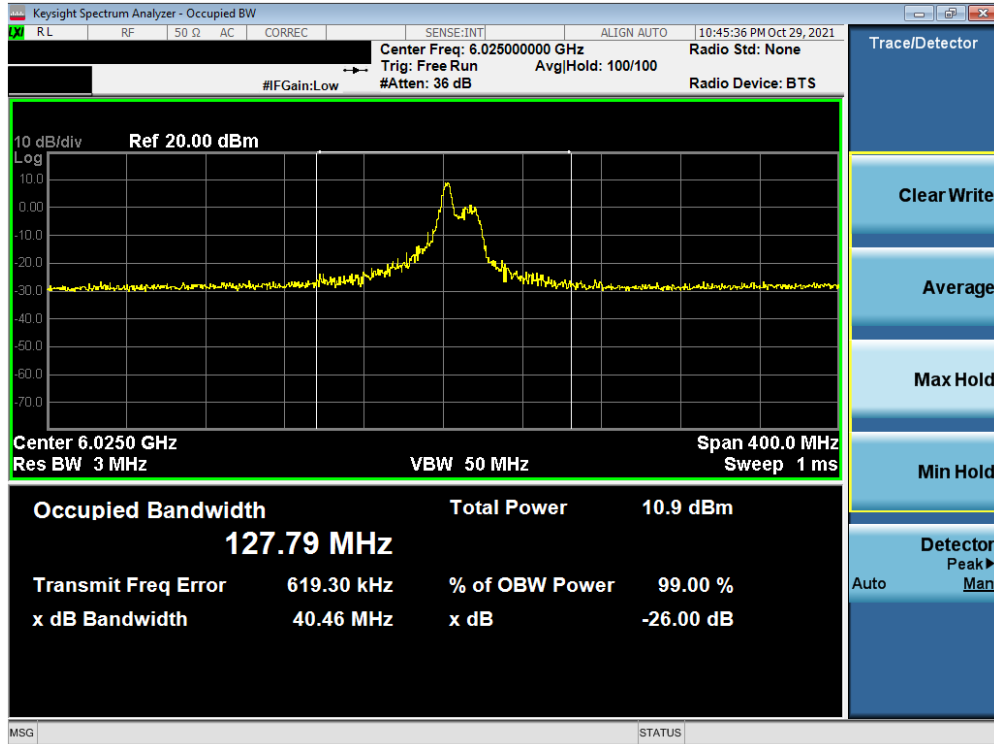 Keysight Spectrum Analyzer - Occupied BW
LXI RL RF 50 Ω AC CORREC SENSE:INT ALIGN AUTO 10:45:36 PM Oct 29, 2021
Center Freq: 6.025000000 GHz Radio Std: None
Trig: Free Run Avg|Hold: 100/100
#IFGain:Low #Atten: 36 dB Radio Device: BTS
10 dB/div Ref 20.00 dBm
Log
10.0
0.00
-10.0
-20.0
-30.0
-40.0
-50.0
-60.0
-70.0
Center 6.0250 GHz Span 400.0 MHz
Res BW 3 MHz VBW 50 MHz Sweep 1 ms
Occupied Bandwidth Total Power 10.9 dBm
127.79 MHz
Transmit Freq Error 619.30 kHz % of OBW Power 99.00 %
x dB Bandwidth 40.46 MHz x dB -26.00 dB
Trace/Detector
Clear Write
Average
Max Hold
Min Hold
Detector
Peak▶
Auto Man
MSG STATUS